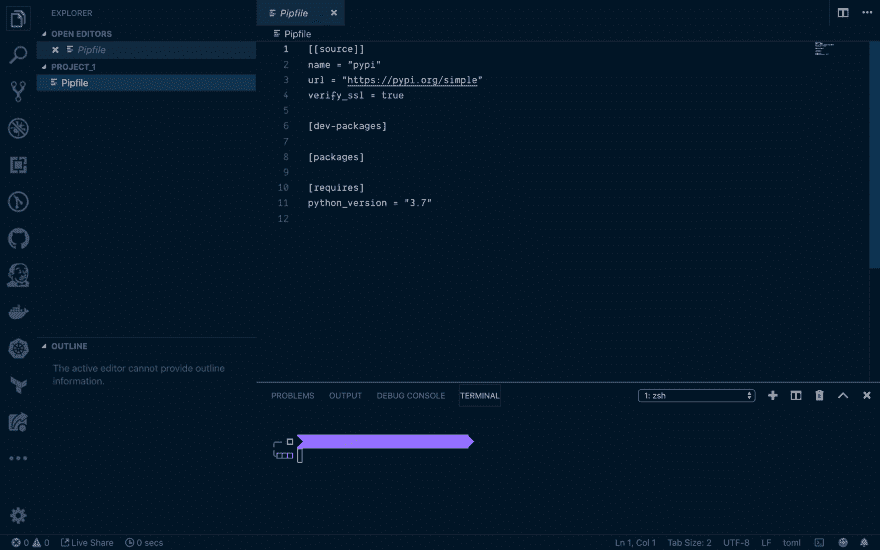 EXPLORER
OPEN EDITORS
Pipfile
PROJECT_1
Pipfile
OUTLINE
The active editor cannot provide outline
information.
Pipfile
Pipfile
1 [[source]]
2 name = "pypi"
3 url = "https://pypi.org/simple"
4 verify_ssl = true
5
6 [dev-packages]
7
8 [packages]
9
10 [requires]
11 python_version = "3.7"
12
PROBLEMS OUTPUT DEBUG CONSOLE TERMINAL 1: zsh
0 0 Live Share 0 secs Ln 1, Col 1 Tab Size: 2 UTF-8 LF toml